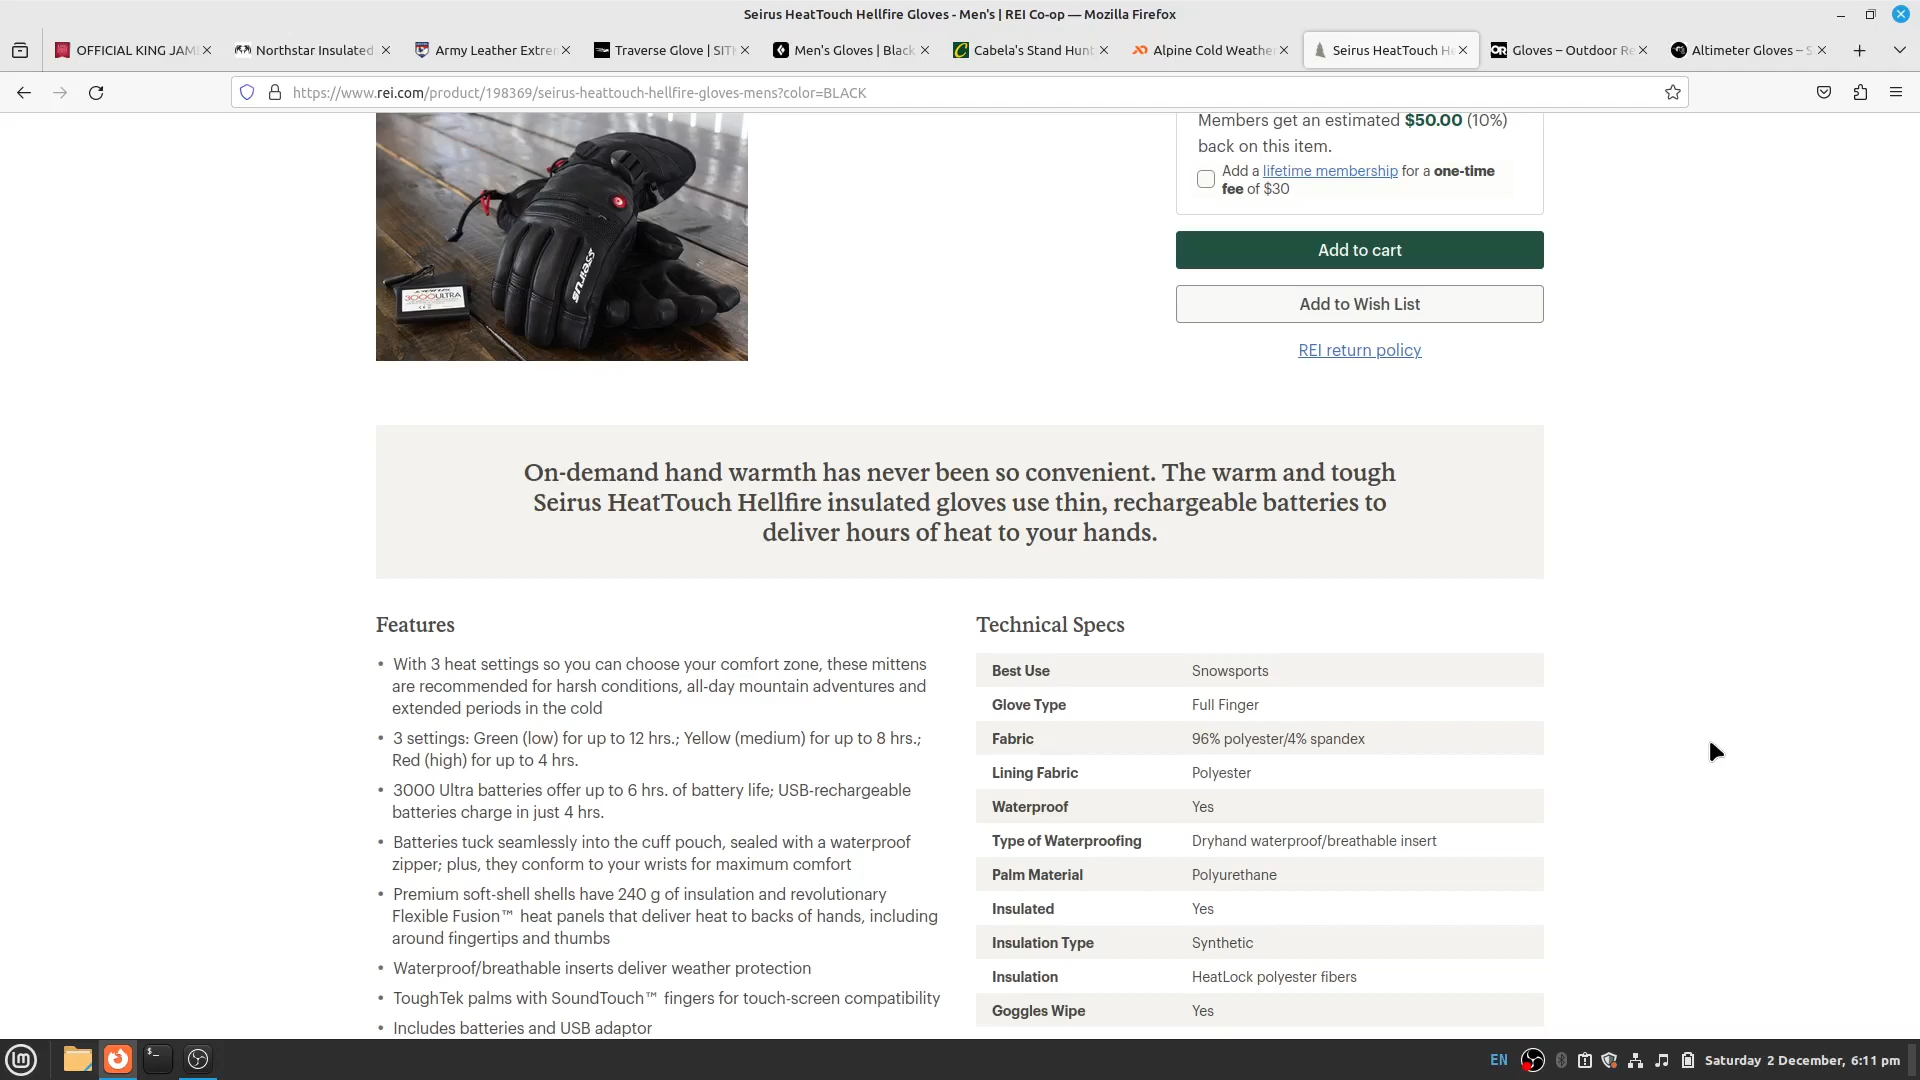 Seirus HeatTouch Hellfire Gloves - Men's | REI Co-op — Mozilla Firefox
OFFICIAL KING JAM
Northstar Insulated
Army Leather Extre
Traverse Glove | SIT
Men's Gloves | Black
Cabela's Stand Hunt
Alpine Cold Weathe
Seirus HeatTouch H
OR
Gloves – Outdoor Re
Altimeter Gloves – S
https://www.rei.com/product/198369/seirus-heattouch-hellfire-gloves-mens?color=BLACK
Members get an estimated $50.00 (10%)
back on this item.
Add a lifetime membership for a one-time
fee of $30
Add to cart
Add to Wish List
REI return policy
seirus
3000ULTRA
On-demand hand warmth has never been so convenient. The warm and tough
Seirus HeatTouch Hellfire insulated gloves use thin, rechargeable batteries to
deliver hours of heat to your hands.
Features
• With 3 heat settings so you can choose your comfort zone, these mittens
are recommended for harsh conditions, all-day mountain adventures and
extended periods in the cold
• 3 settings: Green (low) for up to 12 hrs.; Yellow (medium) for up to 8 hrs.;
Red (high) for up to 4 hrs.
• 3000 Ultra batteries offer up to 6 hrs. of battery life; USB-rechargeable
batteries charge in just 4 hrs.
• Batteries tuck seamlessly into the cuff pouch, sealed with a waterproof
zipper; plus, they conform to your wrists for maximum comfort
• Premium soft-shell shells have 240 g of insulation and revolutionary
Flexible Fusion™ heat panels that deliver heat to backs of hands, including
around fingertips and thumbs
• Waterproof/breathable inserts deliver weather protection
• ToughTek palms with SoundTouch™ fingers for touch-screen compatibility
• Includes batteries and USB adaptor
Technical Specs
Best Use Snowsports
Glove Type Full Finger
Fabric 96% polyester/4% spandex
Lining Fabric Polyester
Waterproof Yes
Type of Waterproofing Dryhand waterproof/breathable insert
Palm Material Polyurethane
Insulated Yes
Insulation Type Synthetic
Insulation HeatLock polyester fibers
Goggles Wipe Yes
EN
Saturday 2 December, 6:11 pm